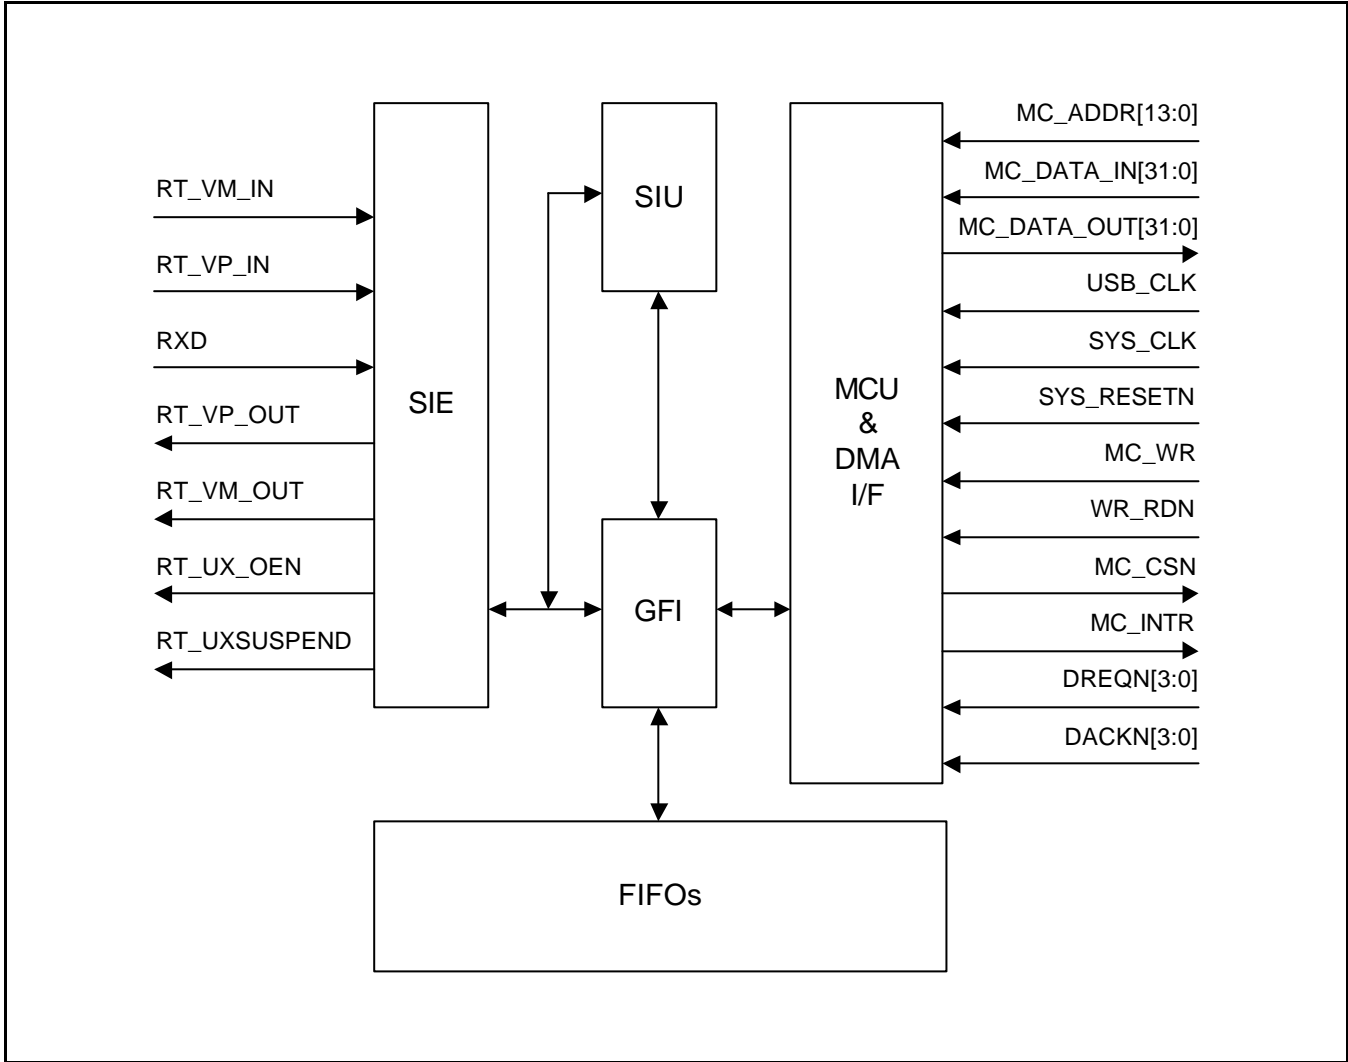 RT_VM_IN
RT_VP_IN
RXD
RT_VP_OUT
RT_VM_OUT
RT_UX_OEN
RT_UXSUSPEND
SIE
SIU
GFI
FIFOs
MCU
&
DMA
I/F
MC_ADDR[13:0]
MC_DATA_IN[31:0]
MC_DATA_OUT[31:0]
USB_CLK
SYS_CLK
SYS_RESETN
MC_WR
WR_RDN
MC_CSN
MC_INTR
DREQN[3:0]
DACKN[3:0]